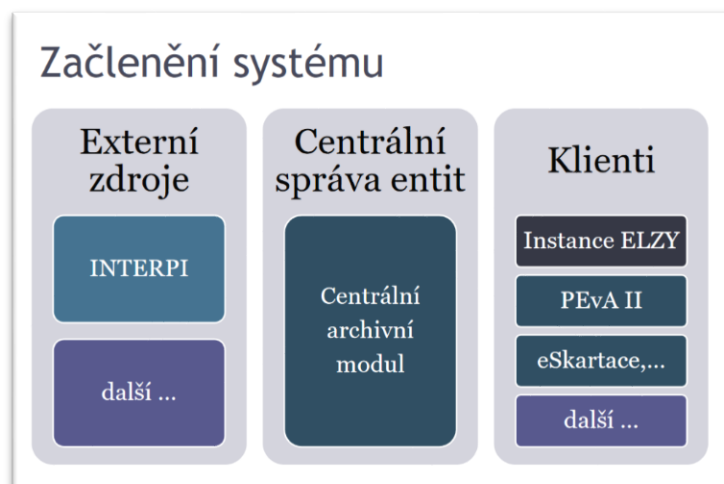 Začlenění systému
Externí
zdroje
INTERPI
další ...
Centrální
správa entit
Centrální
archivní
modul
Klienti
Instance ELZY
PEvA II
eSkartace,...
další ...